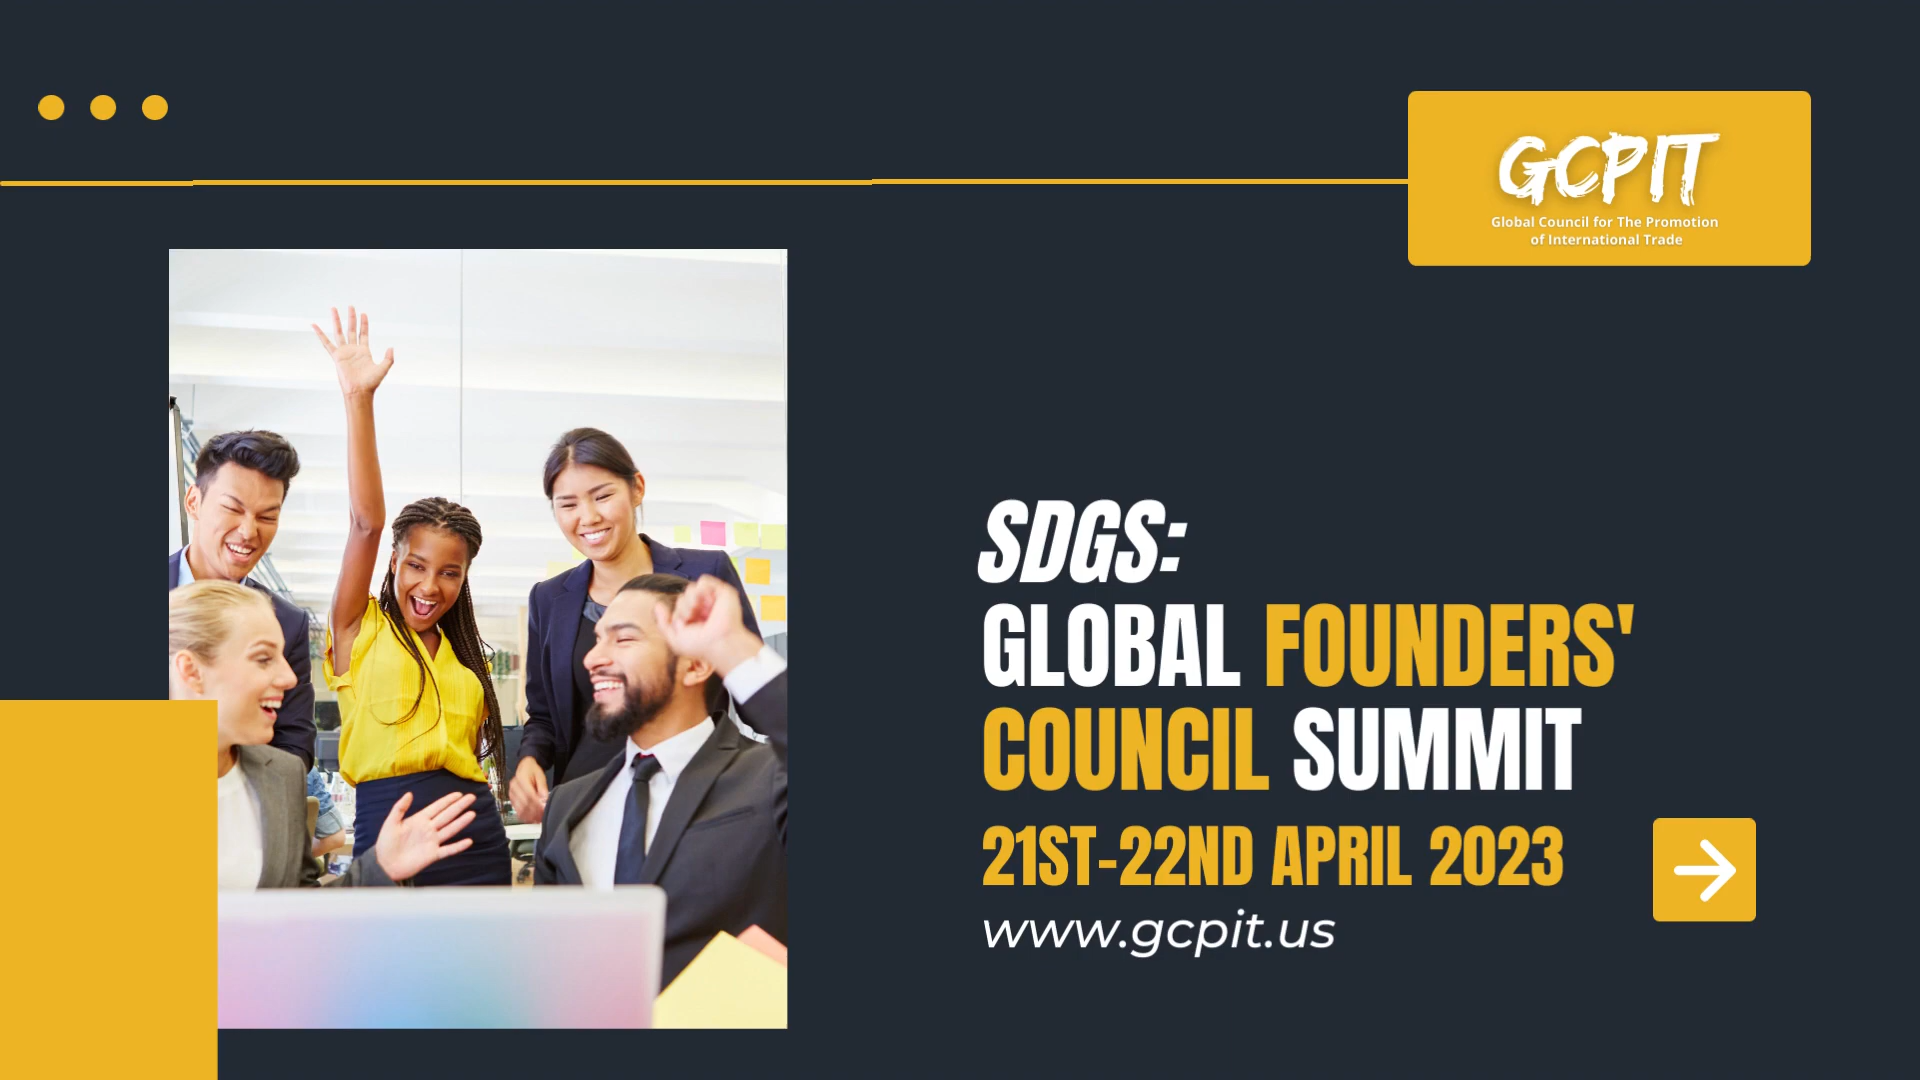 GCPIT
Global Council for The Promotion
of International Trade
SDGS:
GLOBAL FOUNDERS'
COUNCIL SUMMIT
21ST-22ND APRIL 2023
www.gcpit.us